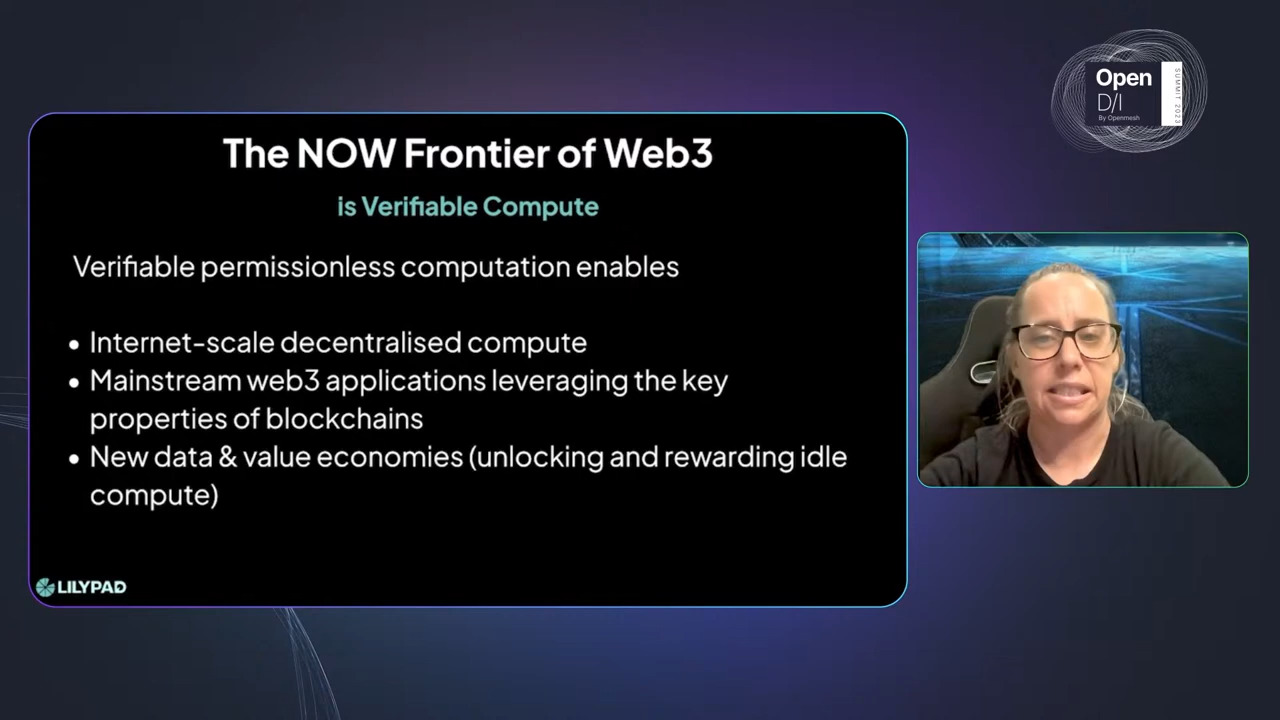 The NOW Frontier of Web3
is Verifiable Compute
Verifiable permissionless computation enables
• Internet-scale decentralised compute
• Mainstream web3 applications leveraging the key
properties of blockchains
• New data & value economies (unlocking and rewarding idle
compute)
LILYPAD
Open
D/I
By Openmesh
SUMMIT 2023